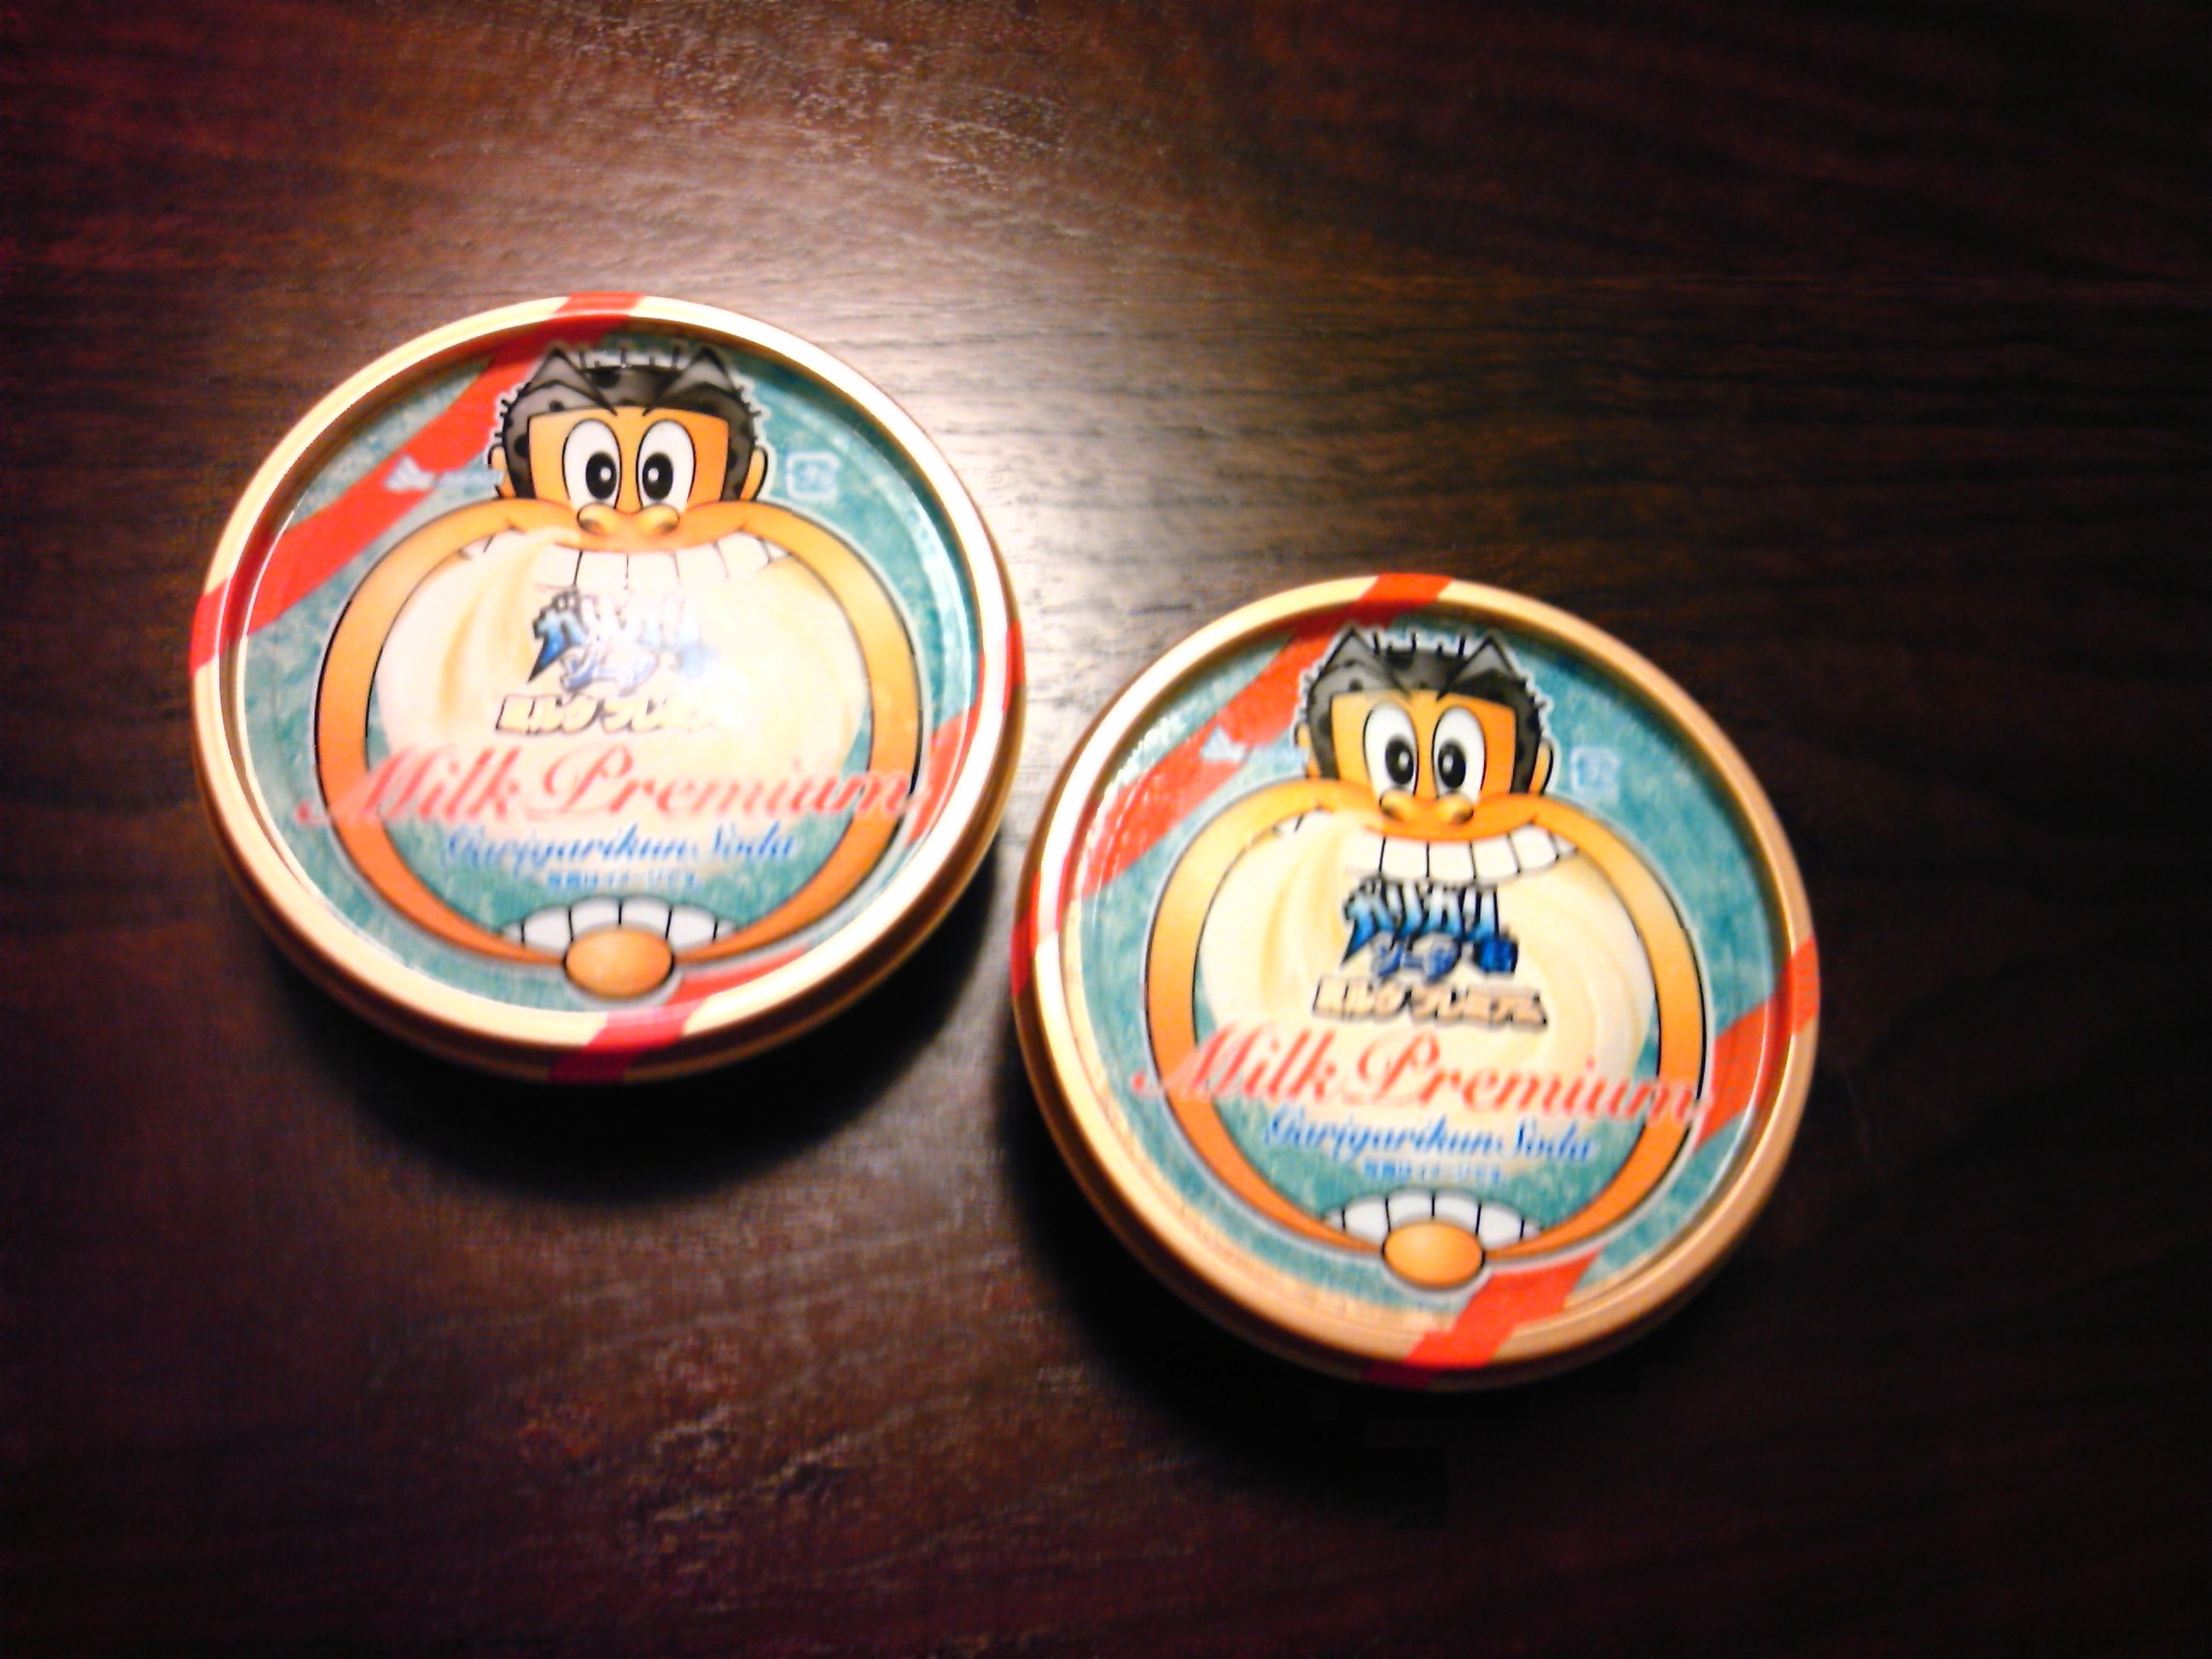 ガリガリ
ソーダ君
ミルクプレミアム
Milk Premium
Garigarikun Soda
ガリガリ
ソーダ君
ミルクプレミアム
Milk Premium
Garigarikun Soda